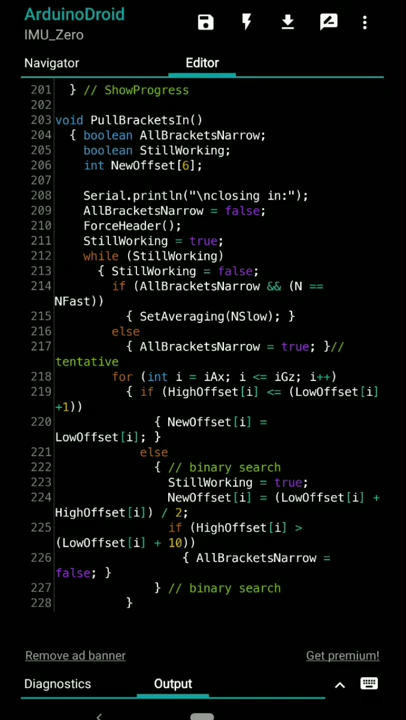 ArduinoDroid
IMU_Zero
Navigator
Editor
201 } // ShowProgress
202
203 void PullBracketsIn()
204 { boolean AllBracketsNarrow;
205 boolean StillWorking;
206 int NewOffset[6];
207
208 Serial.println("\nclosing in:");
209 AllBracketsNarrow = false;
210 ForceHeader();
211 StillWorking = true;
212 while (StillWorking)
213 { StillWorking = false;
214 if (AllBracketsNarrow && (N ==
NFast))
215 { SetAveraging(NSlow); }
216 else
217 { AllBracketsNarrow = true; }//
tentative
218 for (int i = iAx; i <= iGz; i++)
219 { if (HighOffset[i] <= (LowOffset[i]
+1))
220 { NewOffset[i] =
LowOffset[i]; }
221 else
222 { // binary search
223 StillWorking = true;
224 NewOffset[i] = (LowOffset[i] +
HighOffset[i]) / 2;
225 if (HighOffset[i] >
(LowOffset[i] + 10))
226 { AllBracketsNarrow =
false; }
227 } // binary search
228 }
Remove ad banner
Get premium!
Diagnostics
Output